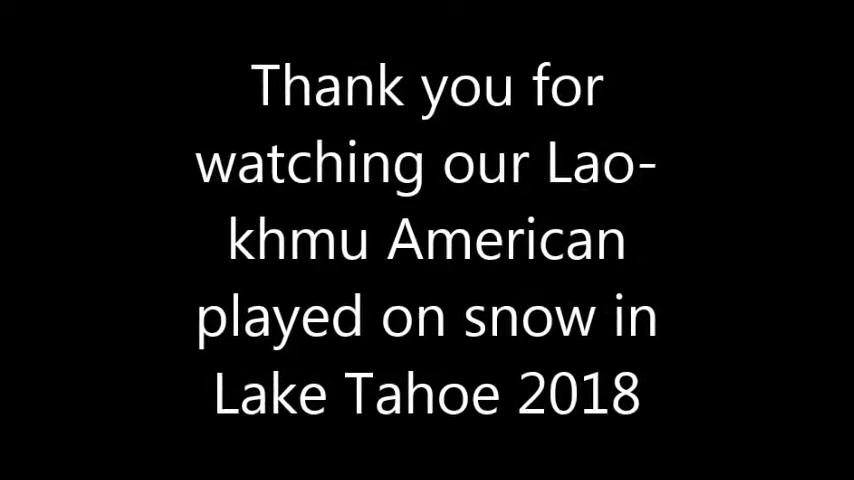 Thank you for
watching our Lao-
khmu American
played on snow in
Lake Tahoe 2018